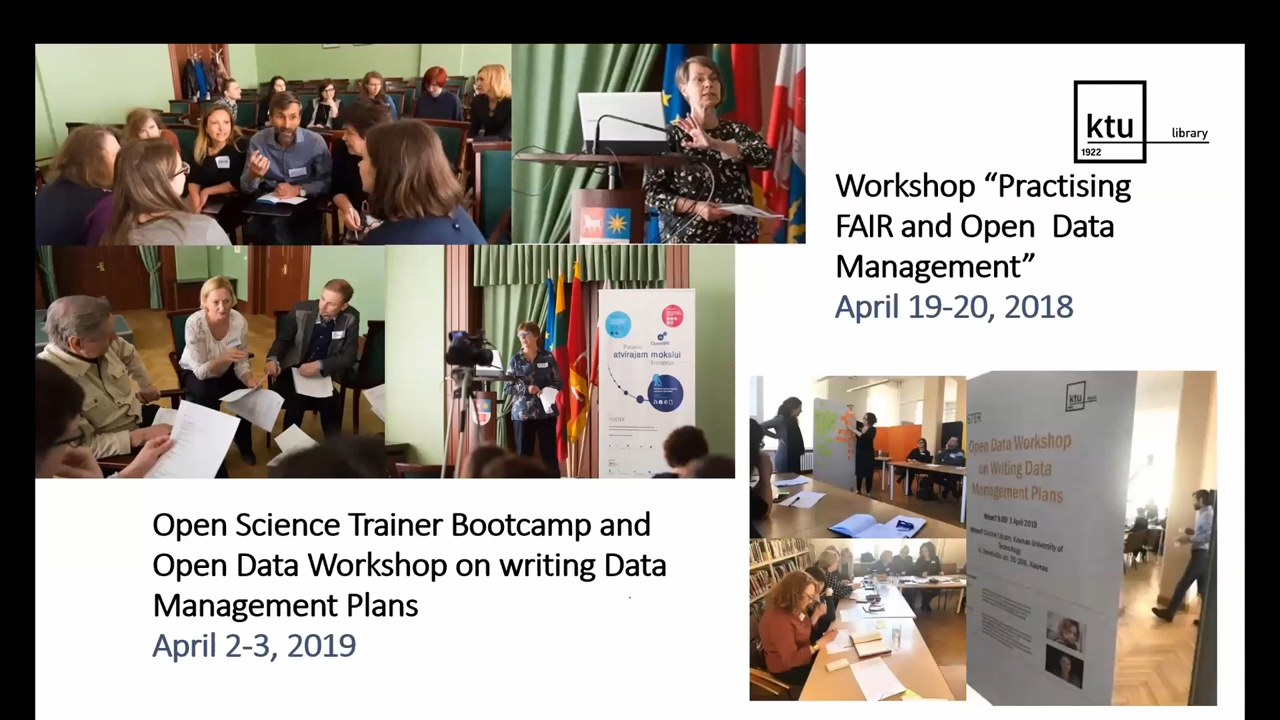 ktu
1922
library
Workshop “Practising
FAIR and Open Data
Management”
April 19-20, 2018
atvirajam mokslui
Open Data Workshop
on Writing Data
Management Plans
Open Science Trainer Bootcamp and
Open Data Workshop on writing Data
Management Plans
April 2-3, 2019